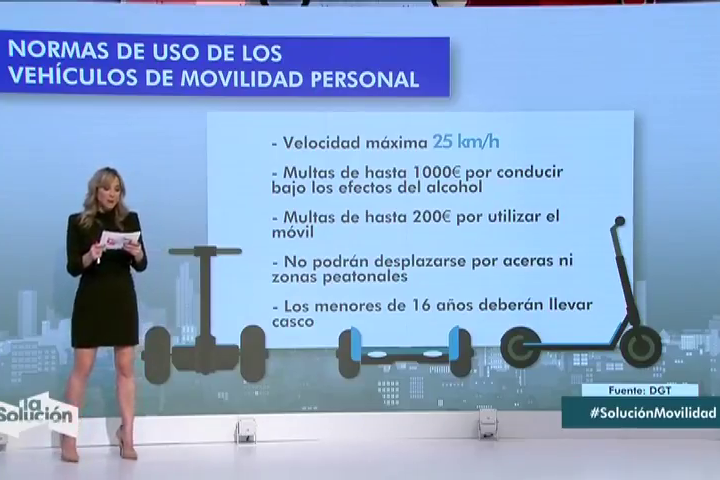 NORMAS DE USO DE LOS
VEHÍCULOS DE MOVILIDAD PERSONAL
- Velocidad máxima 25 km/h
- Multas de hasta 1000€ por conducir
bajo los efectos del alcohol
- Multas de hasta 200€ por utilizar el
móvil
- No podrán desplazarse por aceras ni
zonas peatonales
- Los menores de 16 años deberán llevar
casco
Fuente: DGT
#SoluciónMovilidad
la
Solución